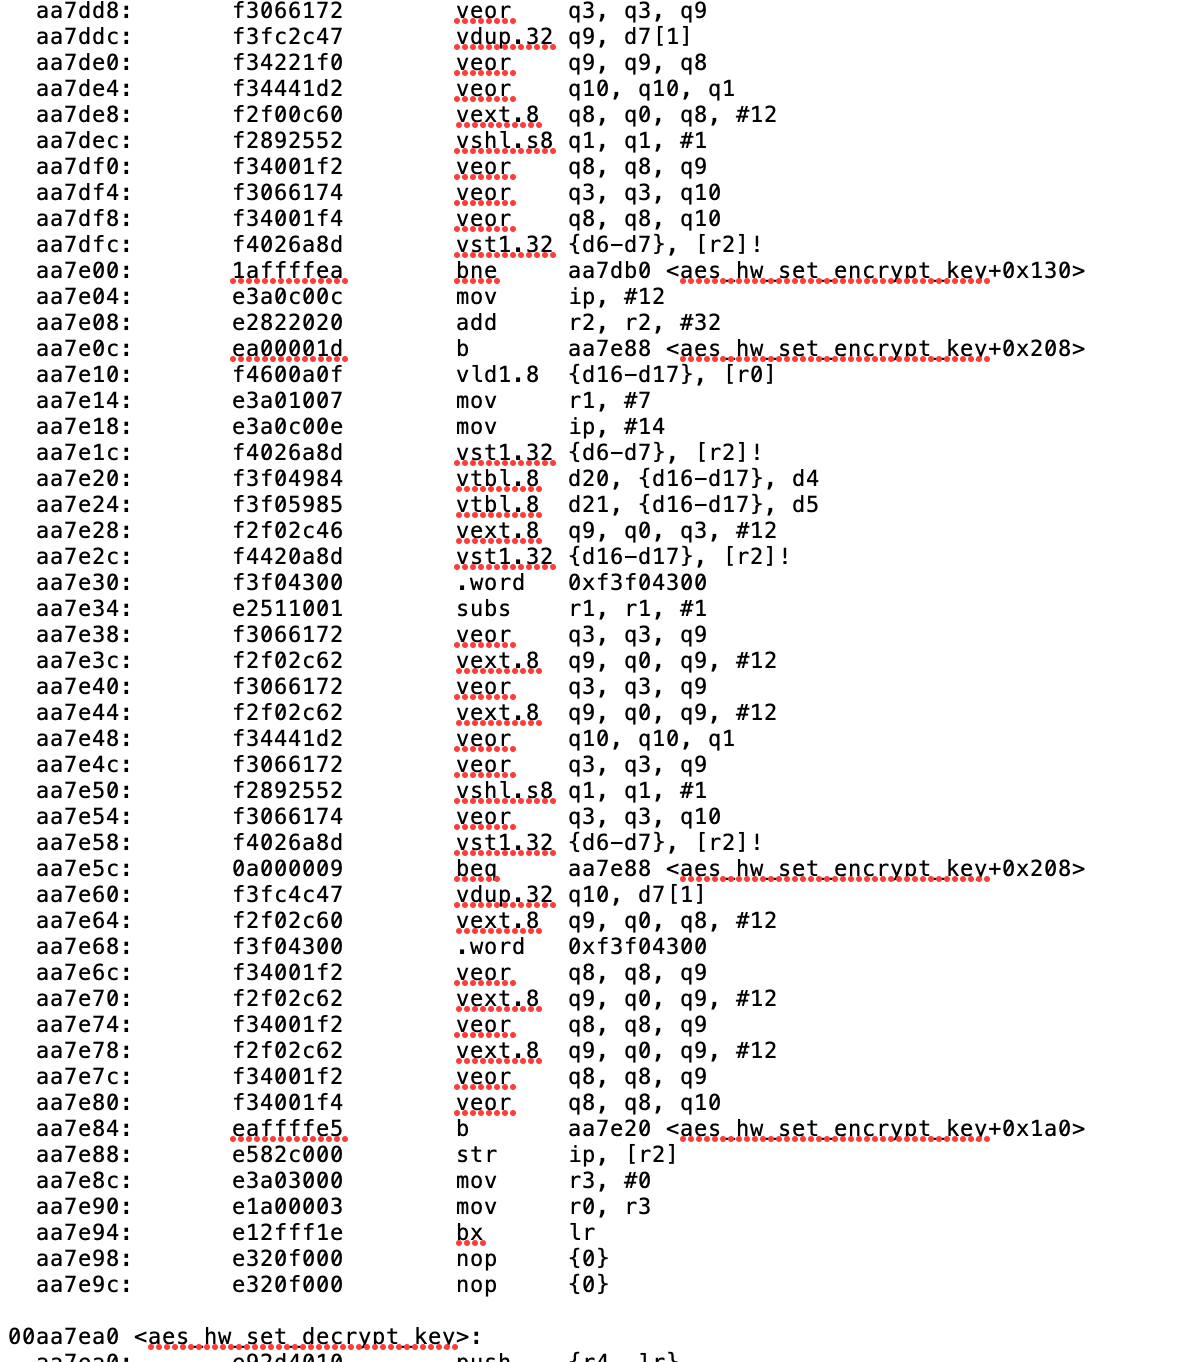 aa7dd8: f3066172 veor q3, q3, q9
aa7ddc: f3fc2c47 vdup.32 q9, d7[1]
aa7de0: f34221f0 veor q9, q9, q8
aa7de4: f34441d2 veor q10, q10, q1
aa7de8: f2f00c60 vext.8 q8, q0, q8, #12
aa7dec: f2892552 vshl.s8 q1, q1, #1
aa7df0: f34001f2 veor q8, q8, q9
aa7df4: f3066174 veor q3, q3, q10
aa7df8: f34001f4 veor q8, q8, q10
aa7dfc: f4026a8d vst1.32 {d6-d7}, [r2]!
aa7e00: 1affffea bne aa7db0 <aes_hw_set_encrypt_key+0x130>
aa7e04: e3a0c00c mov ip, #12
aa7e08: e2822020 add r2, r2, #32
aa7e0c: ea00001d b aa7e88 <aes_hw_set_encrypt_key+0x208>
aa7e10: f4600a0f vld1.8 {d16-d17}, [r0]
aa7e14: e3a01007 mov r1, #7
aa7e18: e3a0c00e mov ip, #14
aa7e1c: f4026a8d vst1.32 {d6-d7}, [r2]!
aa7e20: f3f04984 vtbl.8 d20, {d16-d17}, d4
aa7e24: f3f05985 vtbl.8 d21, {d16-d17}, d5
aa7e28: f2f02c46 vext.8 q9, q0, q3, #12
aa7e2c: f4420a8d vst1.32 {d16-d17}, [r2]!
aa7e30: f3f04300 .word 0xf3f04300
aa7e34: e2511001 subs r1, r1, #1
aa7e38: f3066172 veor q3, q3, q9
aa7e3c: f2f02c62 vext.8 q9, q0, q9, #12
aa7e40: f3066172 veor q3, q3, q9
aa7e44: f2f02c62 vext.8 q9, q0, q9, #12
aa7e48: f34441d2 veor q10, q10, q1
aa7e4c: f3066172 veor q3, q3, q9
aa7e50: f2892552 vshl.s8 q1, q1, #1
aa7e54: f3066174 veor q3, q3, q10
aa7e58: f4026a8d vst1.32 {d6-d7}, [r2]!
aa7e5c: 0a000009 beq aa7e88 <aes_hw_set_encrypt_key+0x208>
aa7e60: f3fc4c47 vdup.32 q10, d7[1]
aa7e64: f2f02c60 vext.8 q9, q0, q8, #12
aa7e68: f3f04300 .word 0xf3f04300
aa7e6c: f34001f2 veor q8, q8, q9
aa7e70: f2f02c62 vext.8 q9, q0, q9, #12
aa7e74: f34001f2 veor q8, q8, q9
aa7e78: f2f02c62 vext.8 q9, q0, q9, #12
aa7e7c: f34001f2 veor q8, q8, q9
aa7e80: f34001f4 veor q8, q8, q10
aa7e84: eaffffe5 b aa7e20 <aes_hw_set_encrypt_key+0x1a0>
aa7e88: e582c000 str ip, [r2]
aa7e8c: e3a03000 mov r3, #0
aa7e90: e1a00003 mov r0, r3
aa7e94: e12fff1e bx lr
aa7e98: e320f000 nop {0}
aa7e9c: e320f000 nop {0}
00aa7ea0 <aes_hw_set_decrypt_key>:
aa7ea0: e92d4010 push {r4, lr}